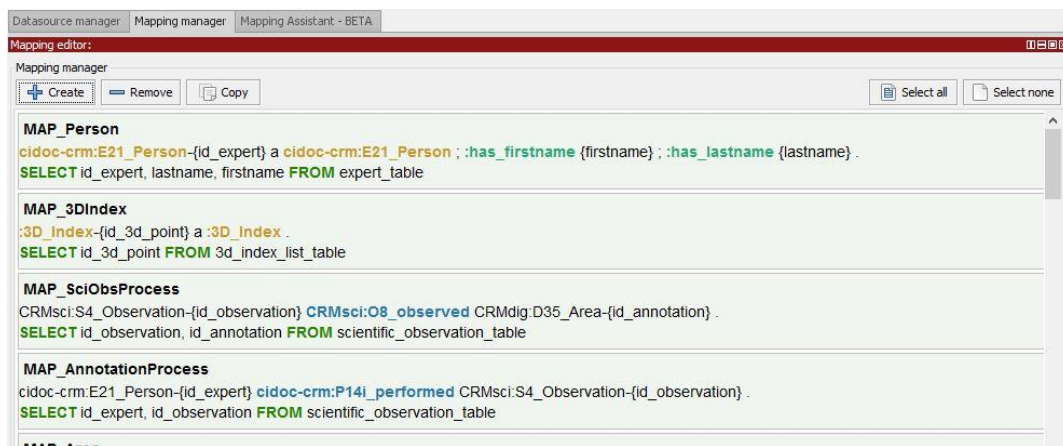 Datasource manager Mapping manager Mapping Assistant - BETA
Mapping editor:
Mapping manager
Create Remove Copy Select all Select none
MAP_Person
cidoc-crm:E21_Person-{id_expert} a cidoc-crm:E21_Person ; :has_firstname {firstname} ; :has_lastname {lastname} .
SELECT id_expert, lastname, firstname FROM expert_table
MAP_3DIndex
:3D_Index-{id_3d_point} a :3D_Index .
SELECT id_3d_point FROM 3d_index_list_table
MAP_SciObsProcess
CRMsci:S4_Observation-{id_observation} CRMsci:O8_observed CRMdig:D35_Area-{id_annotation} .
SELECT id_observation, id_annotation FROM scientific_observation_table
MAP_AnnotationProcess
cidoc-crm:E21_Person-{id_expert} cidoc-crm:P14i_performed CRMsci:S4_Observation-{id_observation} .
SELECT id_expert, id_observation FROM scientific_observation_table